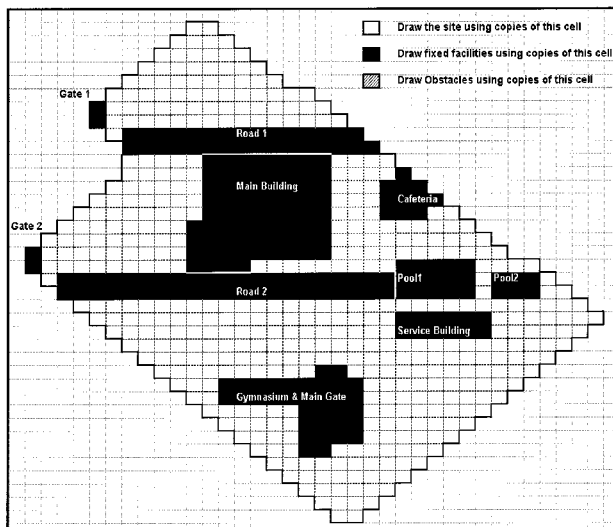 Draw the site using copies of this cell
Draw fixed facilities using copies of this cell
Draw Obstacles using copies of this cell
Gate 1
Road 1
Main Building
Cafeteria
Gate 2
Pool1
Pool2
Road 2
Service Building
Gymnasium & Main Gate